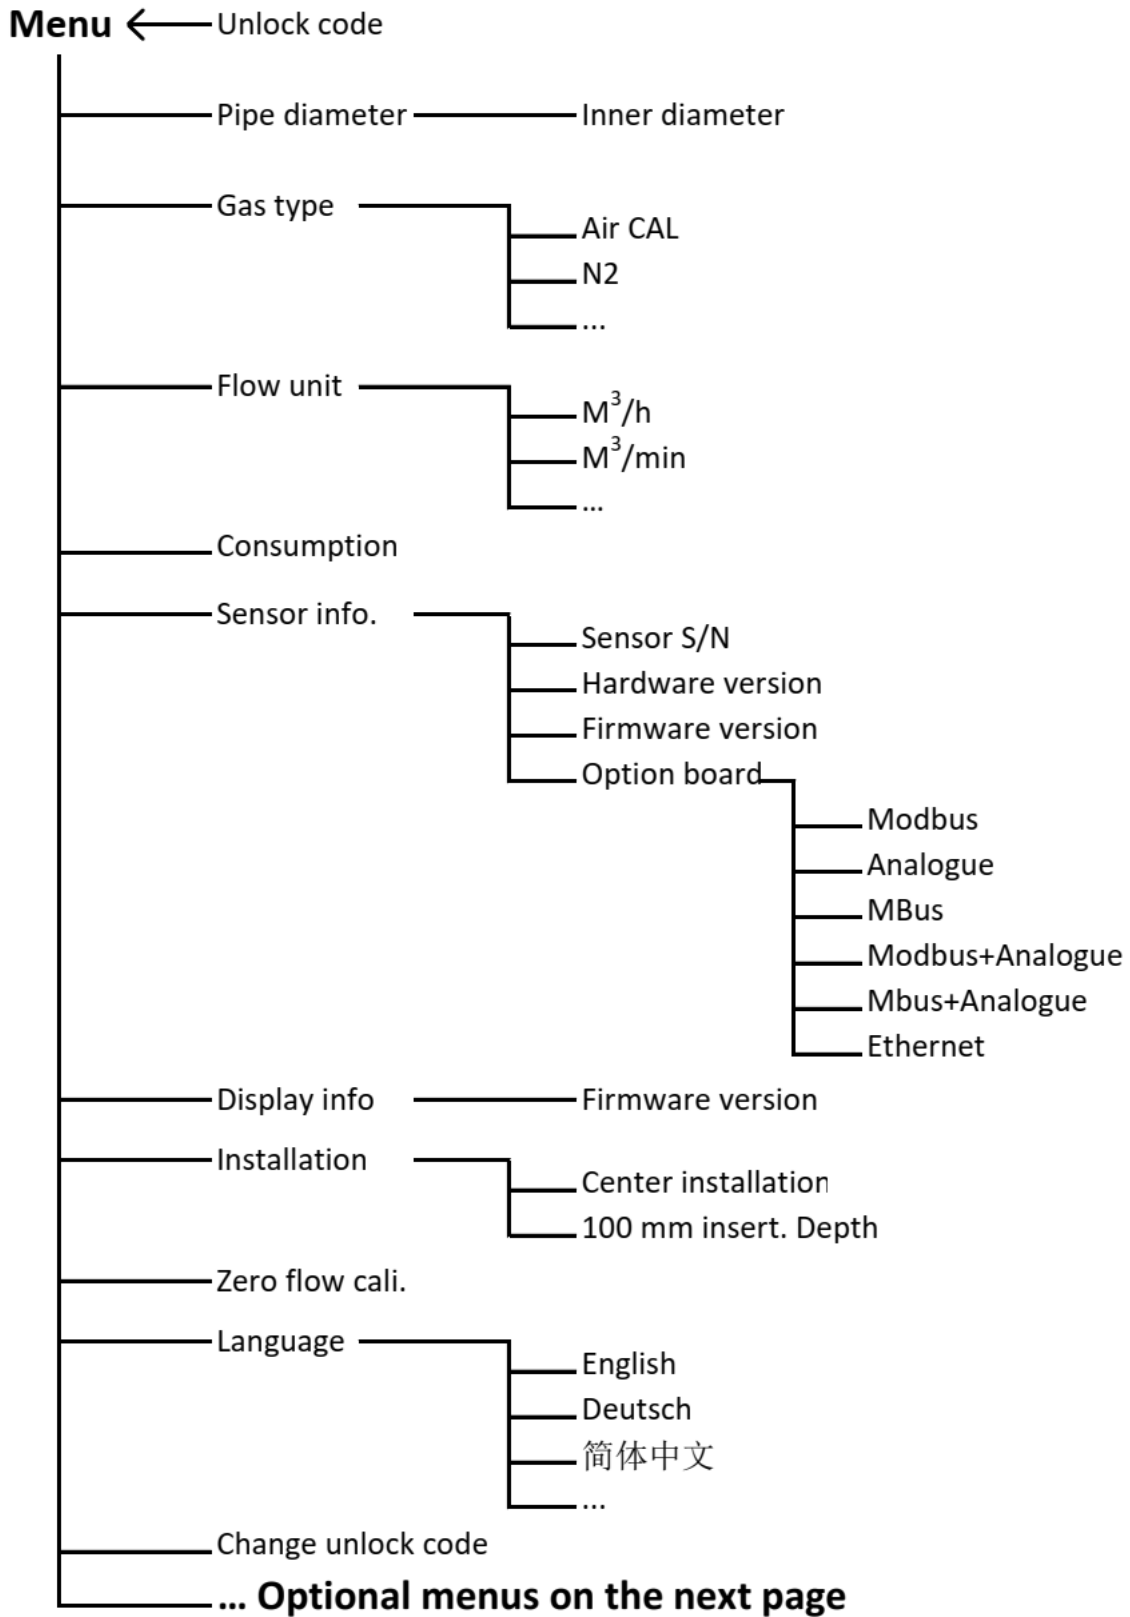 Menu Unlock code
Pipe diameter Inner diameter
Gas type
Air CAL
N2
...
Flow unit
M³/h
M³/min
...
Consumption
Sensor info.
Sensor S/N
Hardware version
Firmware version
Option board
Modbus
Analogue
MBus
Modbus+Analogue
Mbus+Analogue
Ethernet
Display info Firmware version
Installation
Center installation
100 mm insert. Depth
Zero flow cali.
Language
English
Deutsch
简体中文
...
Change unlock code
... Optional menus on the next page